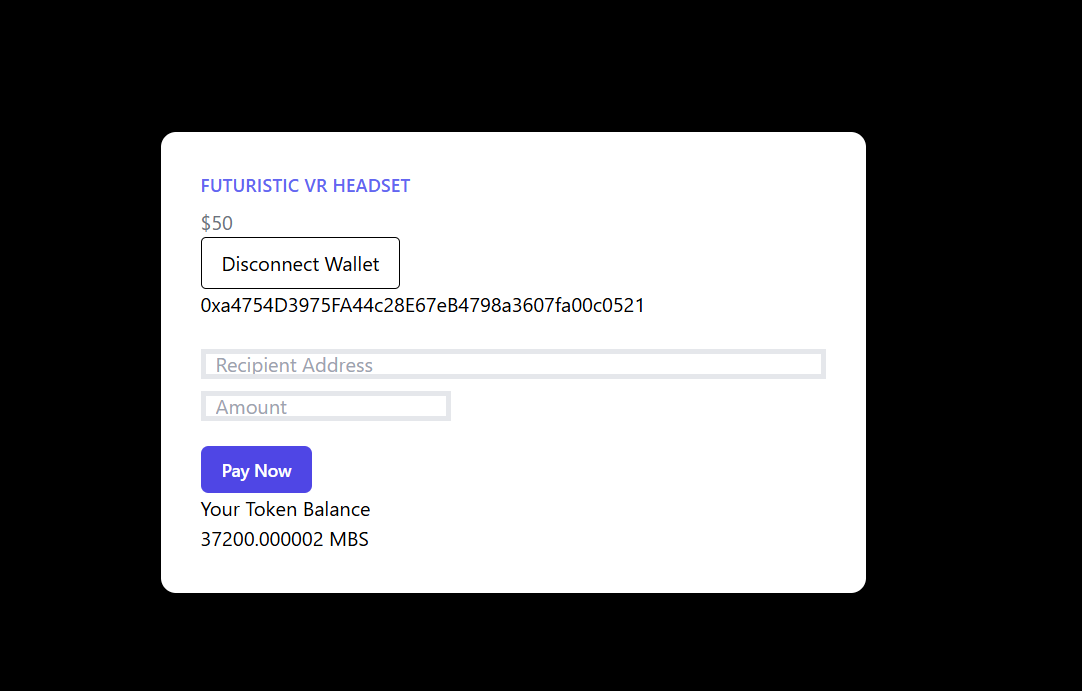 FUTURISTIC VR HEADSET
$50
Disconnect Wallet
0xa4754D3975FA44c28E67eB4798a3607fa00c0521
Recipient Address
Amount
Pay Now
Your Token Balance
37200.000002 MBS